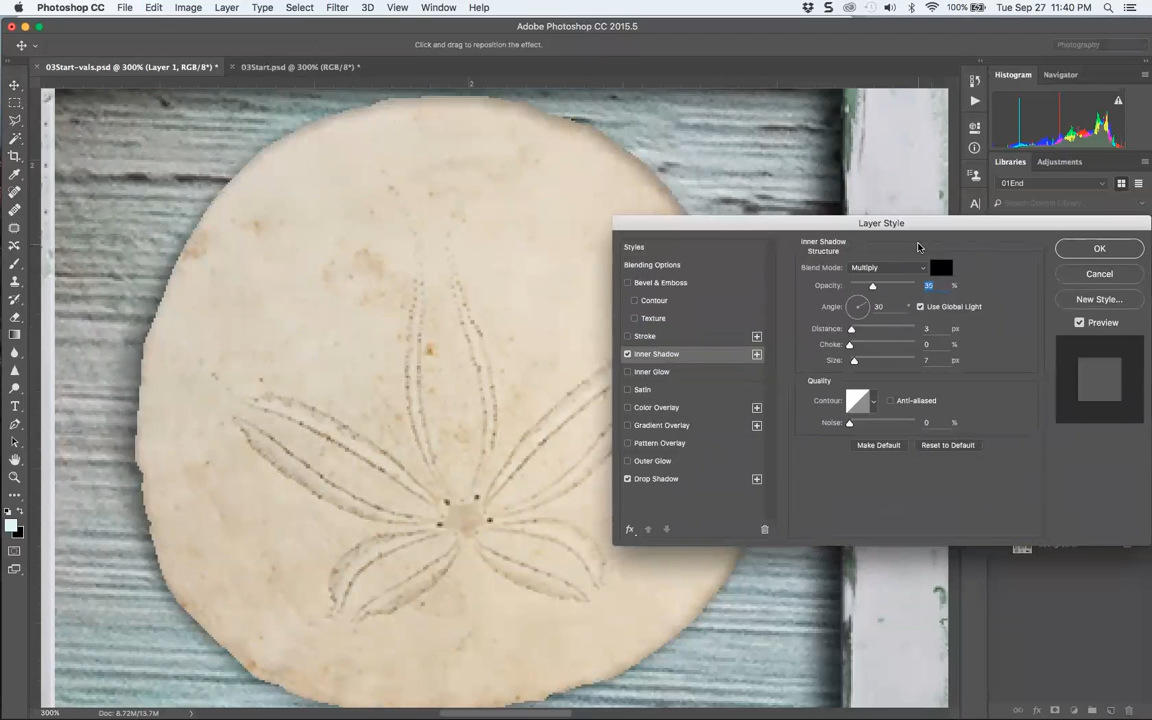 Photoshop CC File Edit Image Layer Type Select Filter 3D View Window Help 100% Tue Sep 27 11:40 PM
Adobe Photoshop CC 2015.5
Click and drag to reposition the effect. Photography
03Start-vals.psd @ 300% (Layer 1, RGB/8*) * 03Start.psd @ 300% (RGB/8*) *
Histogram Navigator
2
2
Libraries Adjustments
01End
Search Current Library
Layer Style
Styles
Blending Options
Bevel & Emboss
Contour
Texture
Stroke
Inner Shadow
Inner Glow
Satin
Color Overlay
Gradient Overlay
Pattern Overlay
Outer Glow
Drop Shadow
fx
Inner Shadow
Structure
Blend Mode: Multiply
Opacity: 35 %
Angle: 30 ° Use Global Light
Distance: 3 px
Choke: 0 %
Size: 7 px
Quality
Contour: Anti-aliased
Noise: 0 %
Make Default Reset to Default
OK
Cancel
New Style...
Preview
300% Doc: 8.72M/13.7M